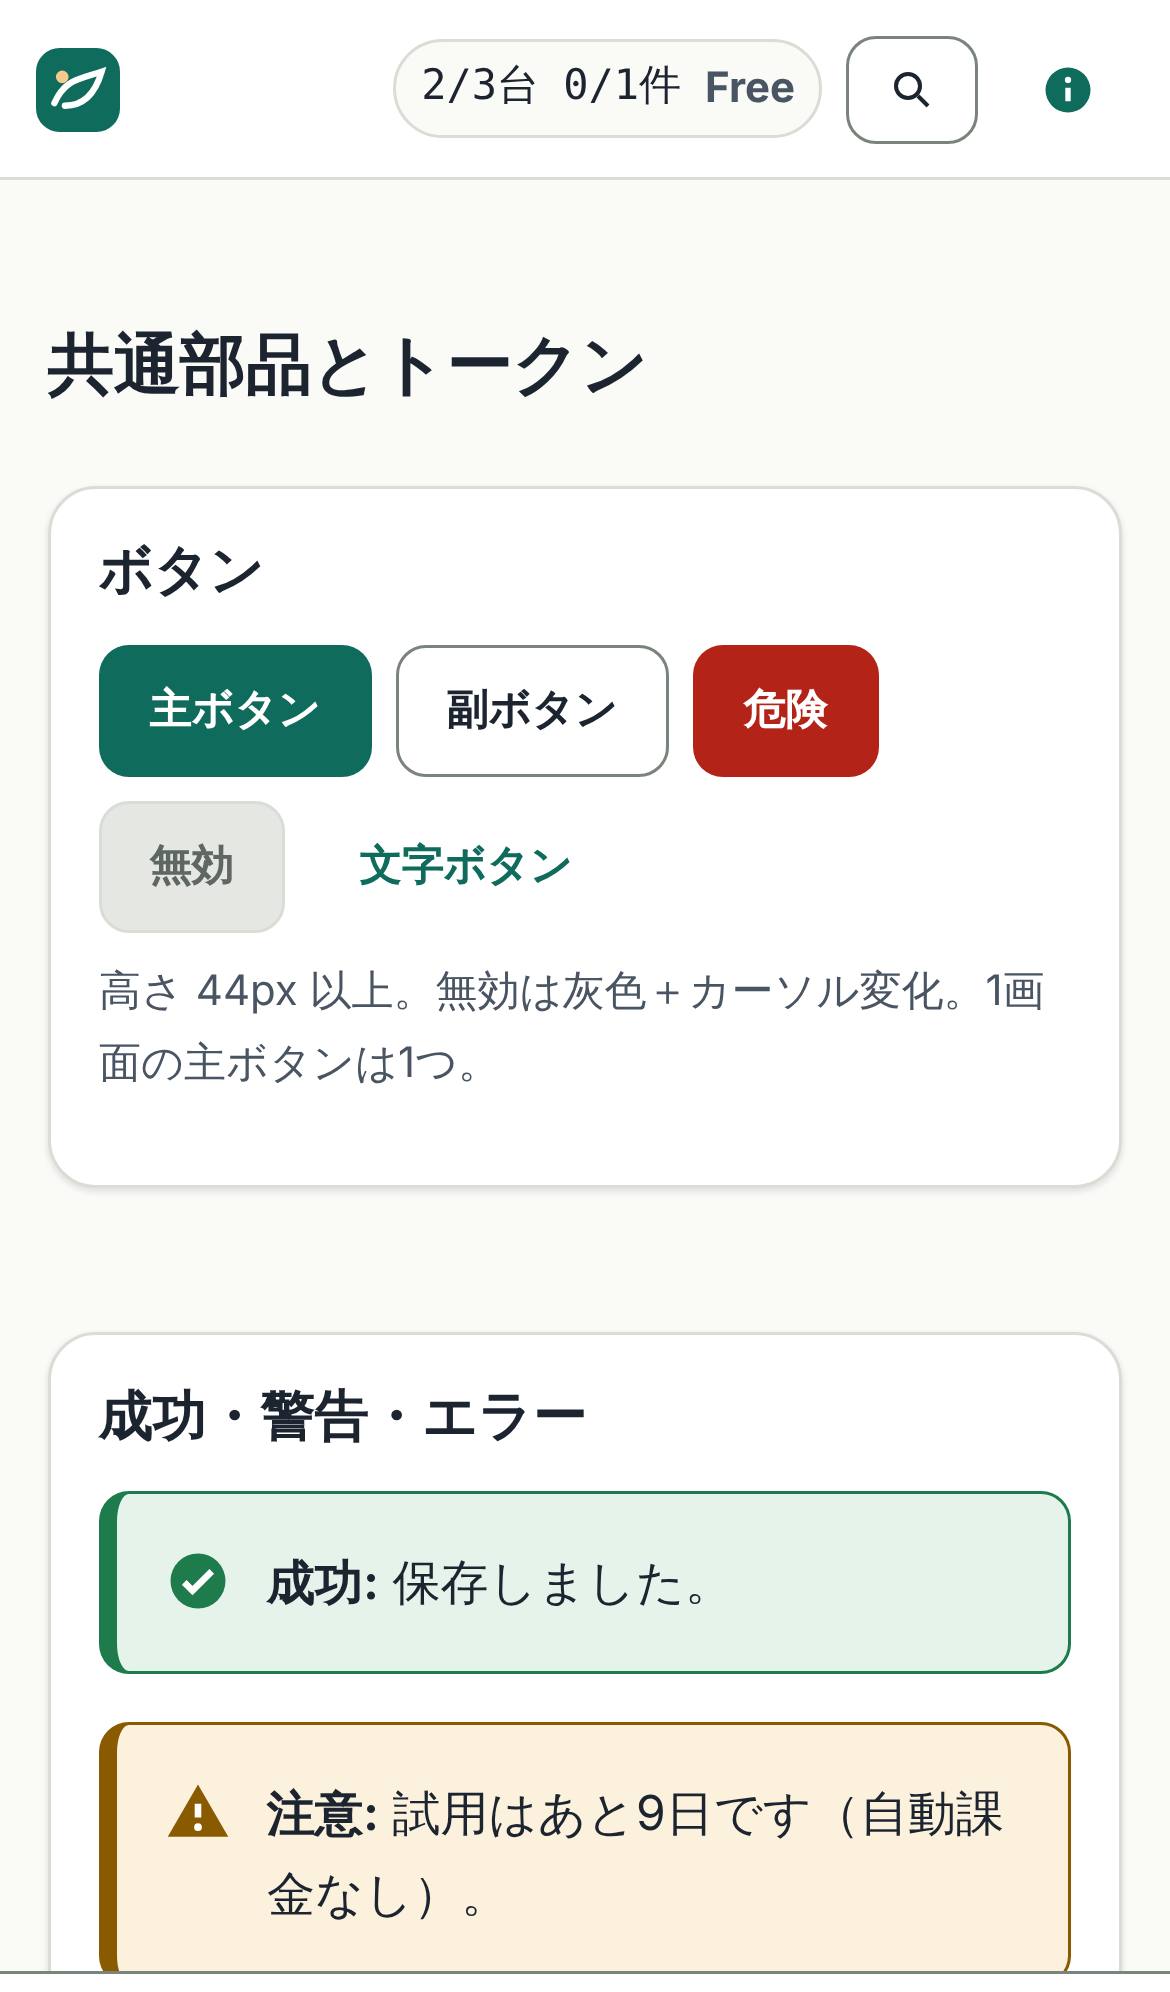 2/3台 0/1件 Free
共通部品とトークン
ボタン
主ボタン 副ボタン 危険
無効 文字ボタン
高さ 44px 以上。無効は灰色＋カーソル変化。1画
面の主ボタンは1つ。
成功・警告・エラー
成功: 保存しました。
注意: 試用はあと9日です（自動課
金なし）。